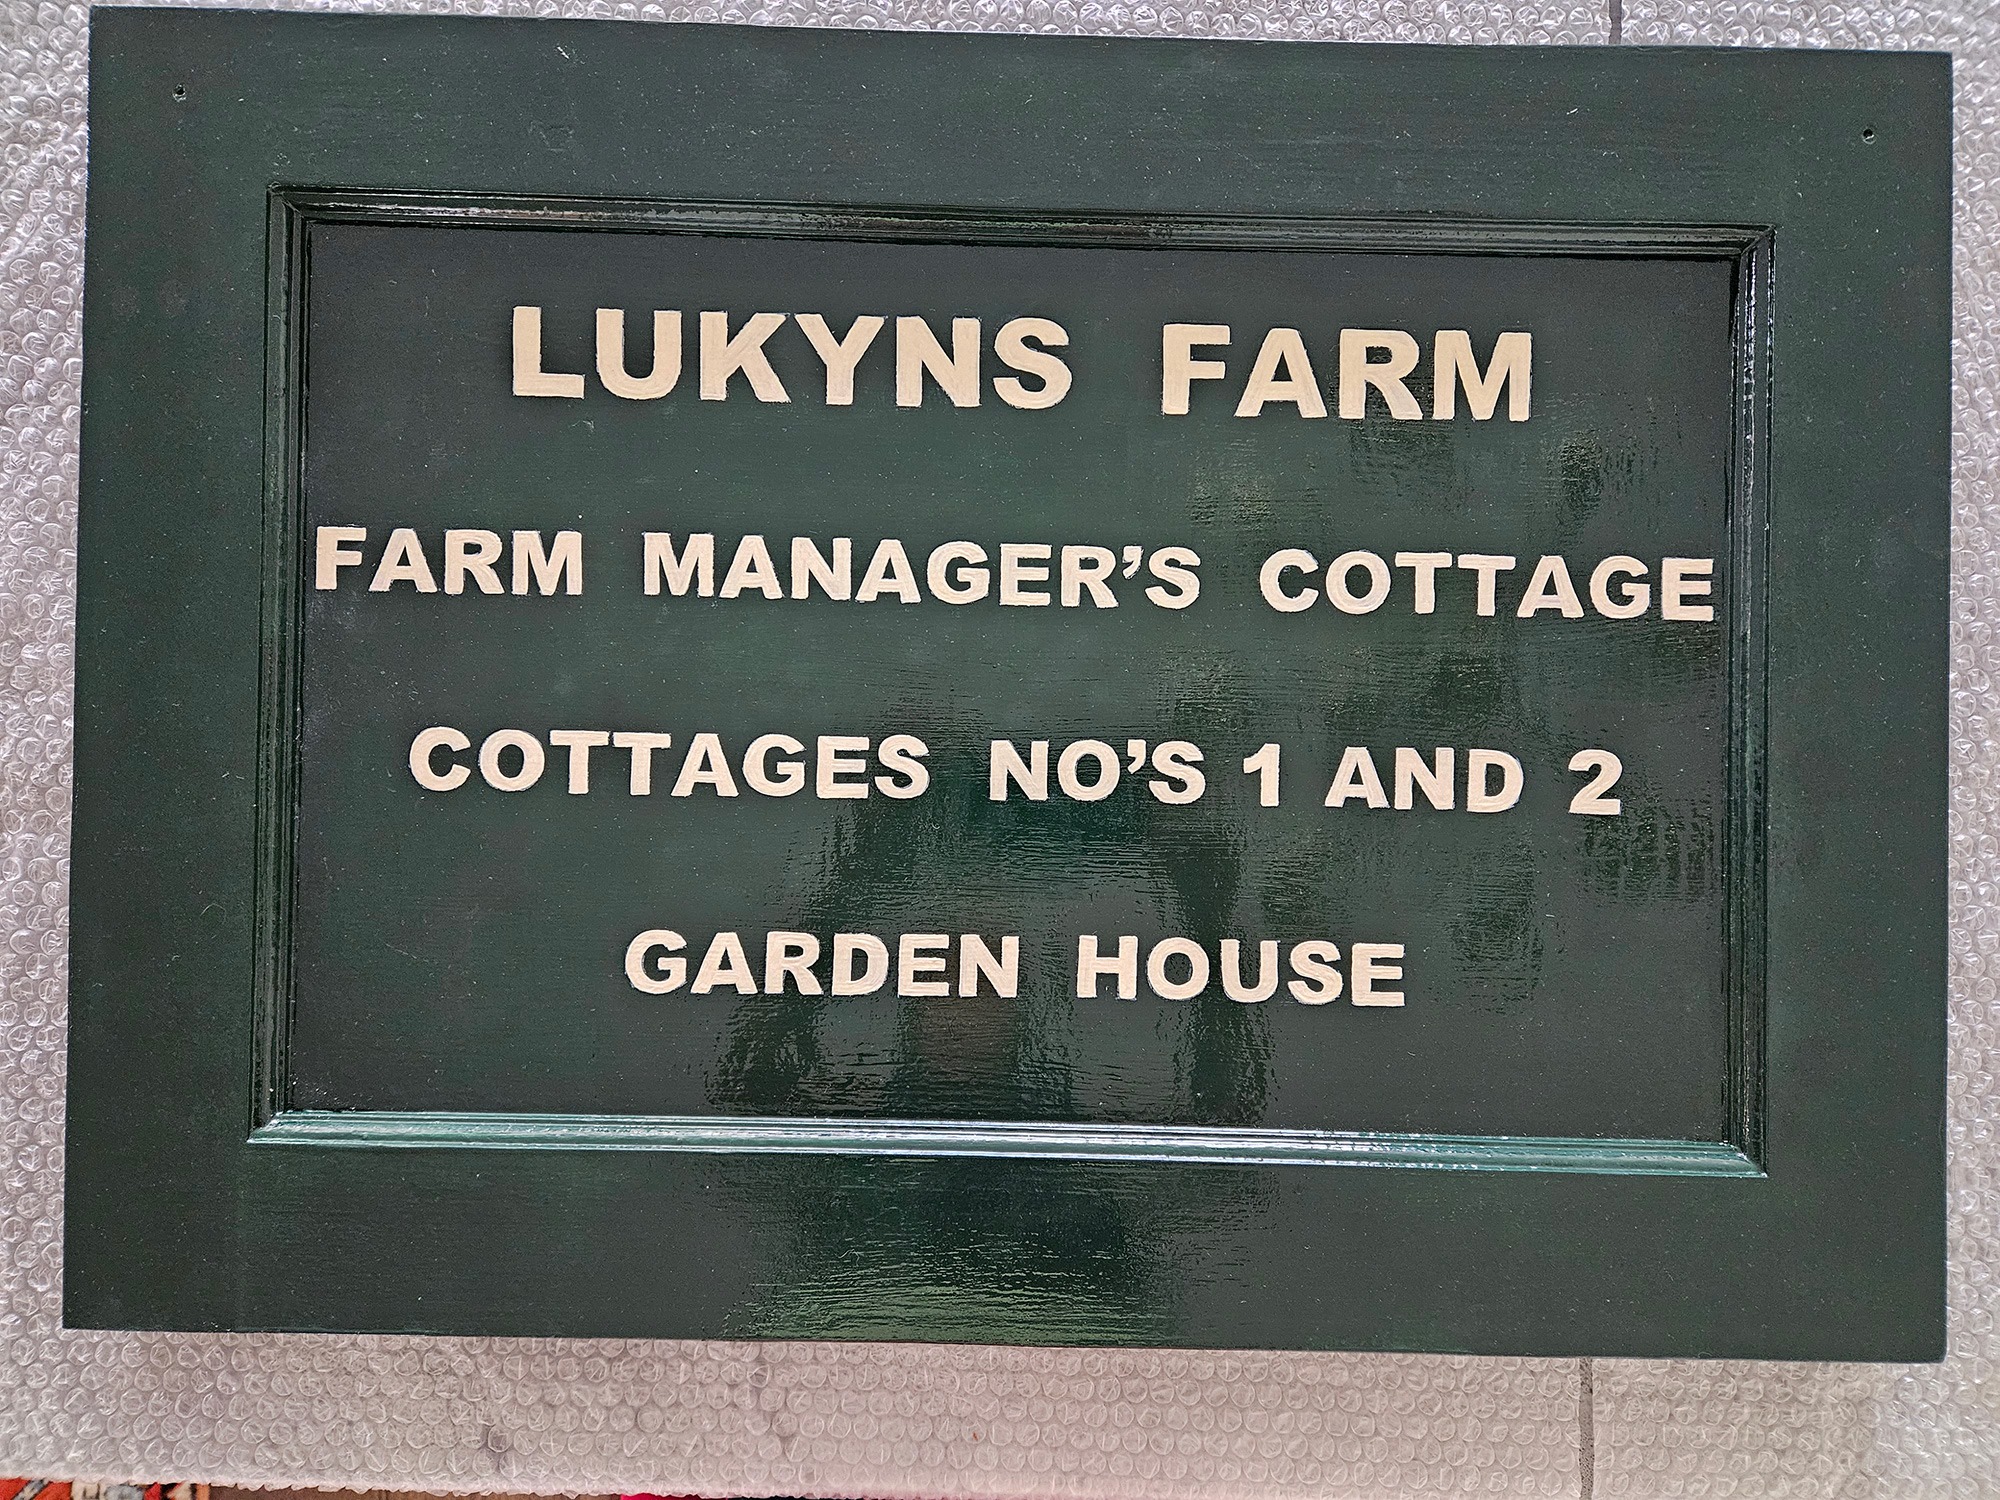 LUKYNS FARM
FARM MANAGER’S COTTAGE
COTTAGES NO’S 1 AND 2
GARDEN HOUSE